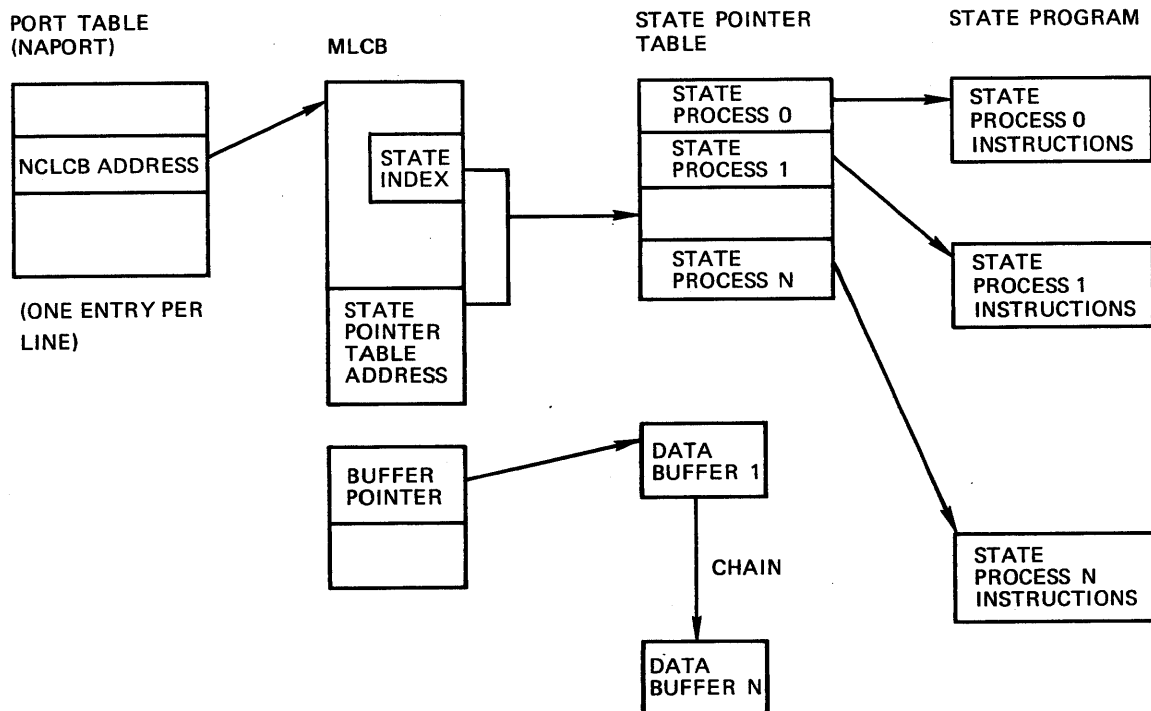 PORT TABLE
(NAPORT)
NCLCB ADDRESS
(ONE ENTRY PER
LINE)
MLCB
STATE
INDEX
STATE
POINTER
TABLE
ADDRESS
BUFFER
POINTER
STATE POINTER
TABLE
STATE
PROCESS 0
STATE
PROCESS 1
STATE
PROCESS N
DATA
BUFFER 1
CHAIN
DATA
BUFFER N
STATE PROGRAM
STATE
PROCESS 0
INSTRUCTIONS
STATE
PROCESS 1
INSTRUCTIONS
STATE
PROCESS N
INSTRUCTIONS